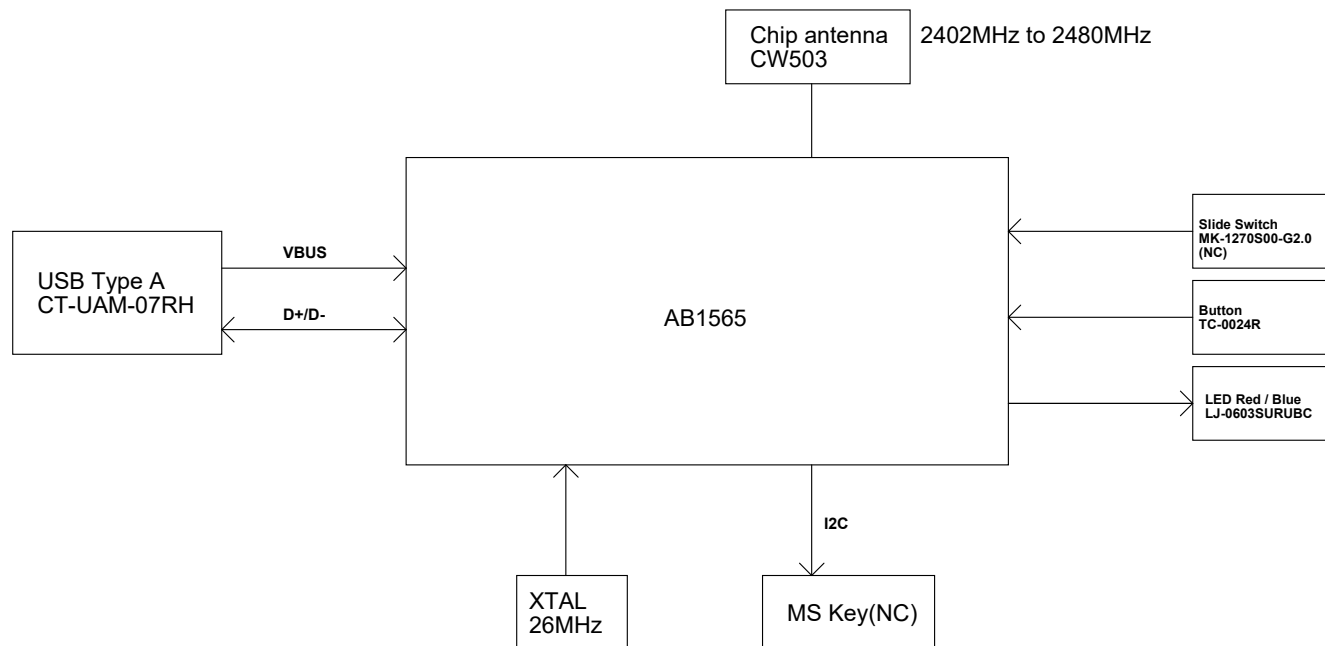 Chip antenna
CW503
2402MHz to 2480MHz
USB Type A
CT-UAM-07RH
VBUS
D+/D-
AB1565
Slide Switch
MK-1270S00-G2.0
(NC)
Button
TC-0024R
LED Red / Blue
LJ-0603SURUBC
XTAL
26MHz
I2C
MS Key(NC)